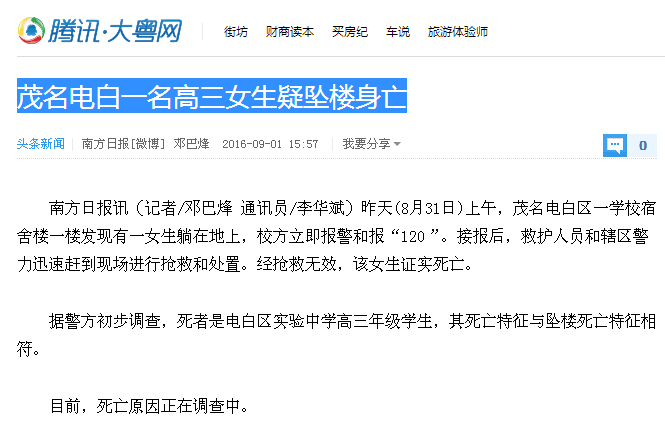 腾讯·大粤网 街坊 财商读本 买房纪 车说 旅游体验师
茂名电白一名高三女生疑坠楼身亡
头条新闻 南方日报[微博] 邓巴烽 2016-09-01 15:57 我要分享 0
南方日报讯（记者/邓巴烽 通讯员/李华斌）昨天(8月31日)上午，茂名电白区一学校宿
舍楼一楼发现有一女生躺在地上，校方立即报警和报“120 ”。接报后，救护人员和辖区警
力迅速赶到现场进行抢救和处置。经抢救无效，该女生证实死亡。
据警方初步调查，死者是电白区实验中学高三年级学生，其死亡特征与坠楼死亡特征相
符。
目前，死亡原因正在调查中。